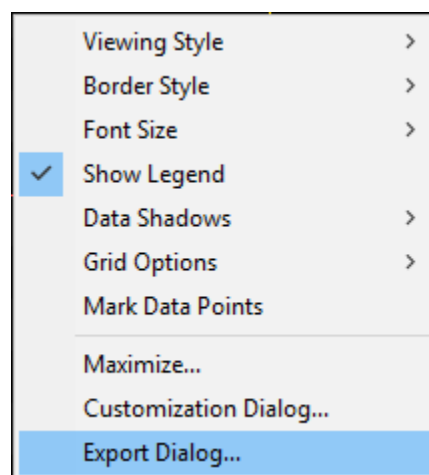 Viewing Style
Border Style
Font Size
Show Legend
Data Shadows
Grid Options
Mark Data Points
Maximize...
Customization Dialog...
Export Dialog...